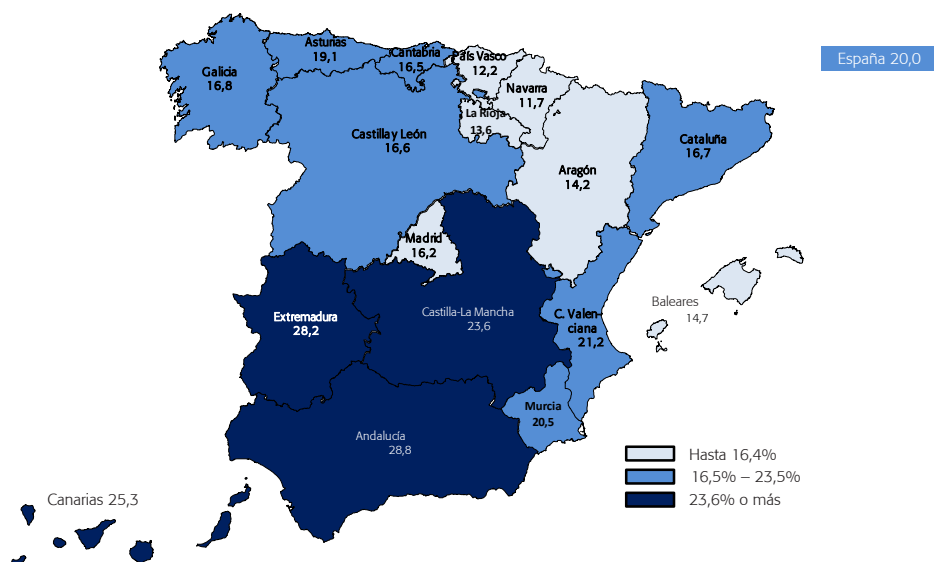 España 20,0
Asturias
19,1
Cantabria
16,5
País Vasco
12,2
Galicia
16,8
Navarra
11,7
La Rioja
13,6
Castilla y León
16,6
Cataluña
16,7
Aragón
14,2
Madrid
16,2
Baleares
14,7
Extremadura
28,2
Castilla-La Mancha
23,6
C. Valen-
ciana
21,2
Murcia
20,5
Andalucía
28,8
Canarias 25,3
Hasta 16,4%
16,5% – 23,5%
23,6% o más